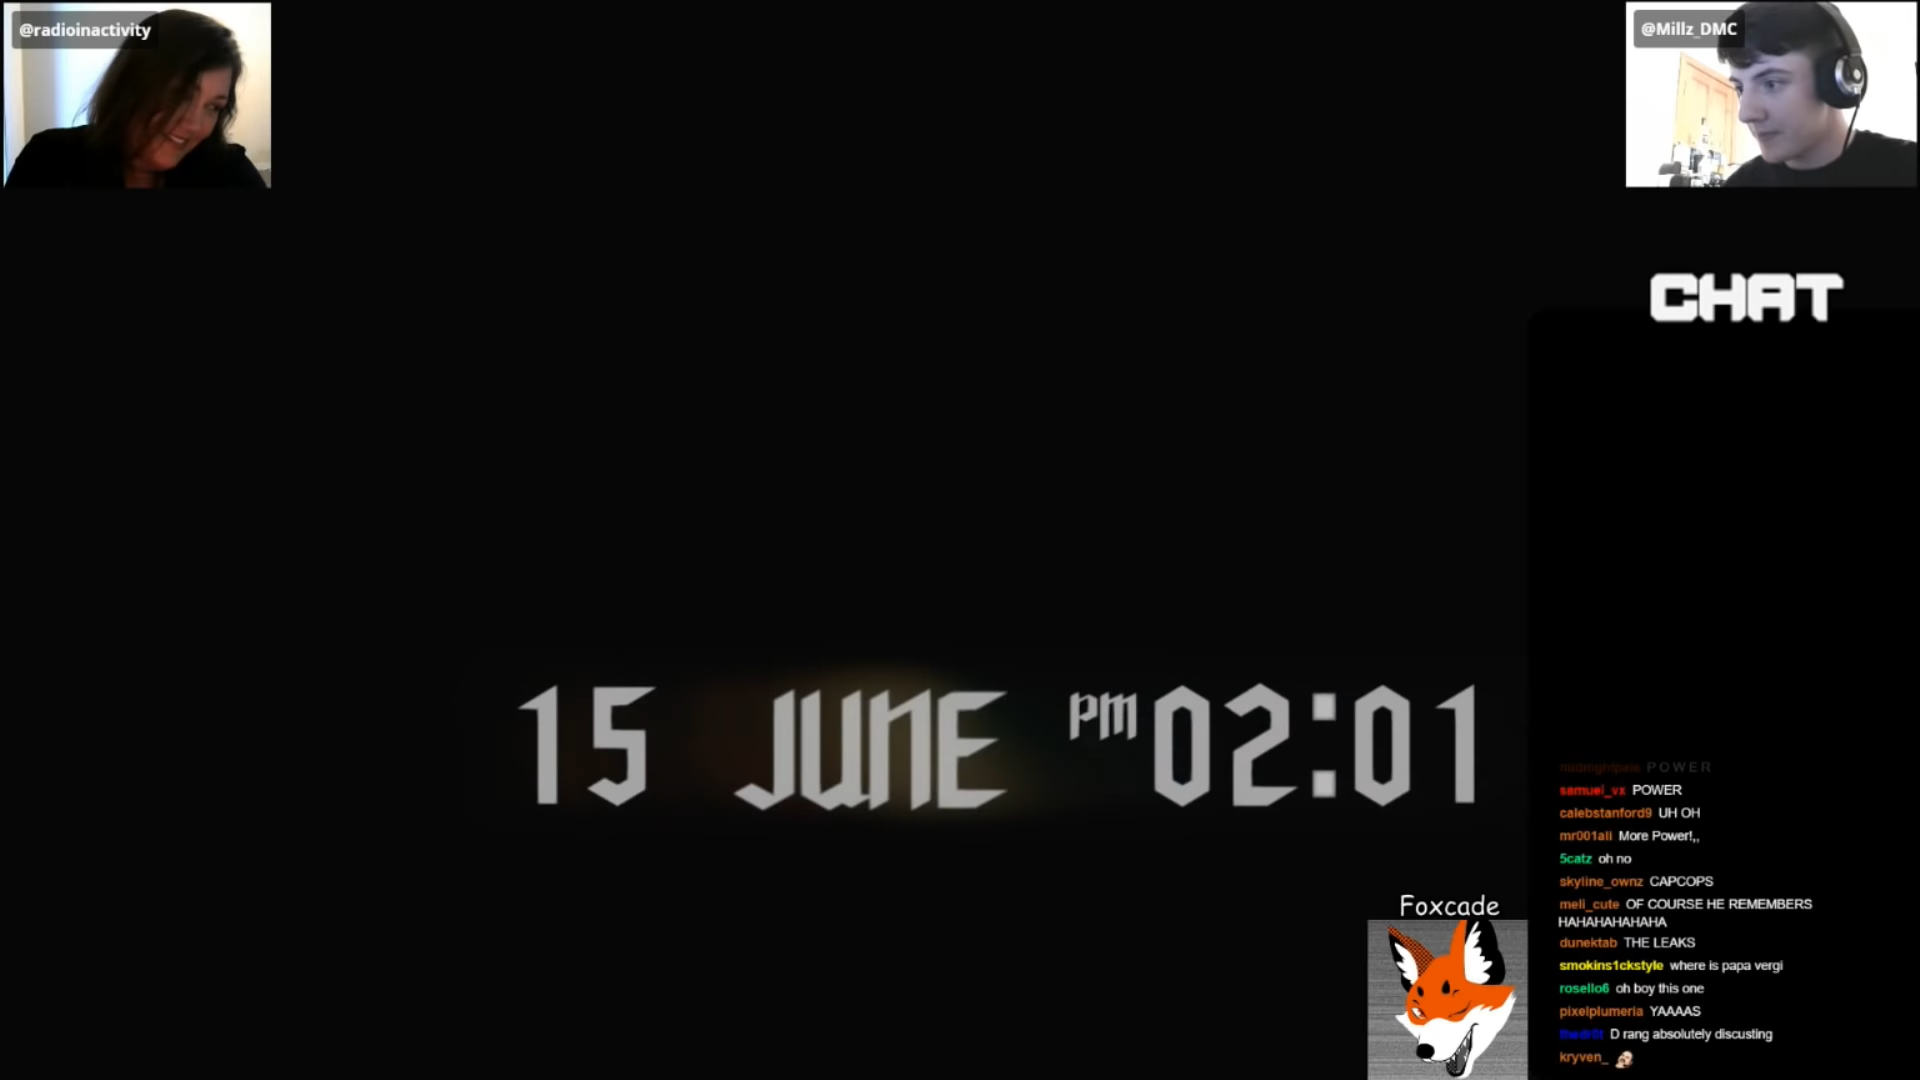 @radioinactivity
@Millz_DMC
CHAT
15 JUNE PM 02:01
Foxcade
POWER
samuel_vx POWER
calebstanford9 UH OH
mr001ali More Power!,,
5catz oh no
skyline_ownz CAPCOPS
meli_cute OF COURSE HE REMEMBERS
HAHAHAHAHAHA
dunektab THE LEAKS
smokins1ckstyle where is papa vergi
rosello6 oh boy this one
pixelplumeria YAAAAS
D rang absolutely discusting
kryven_